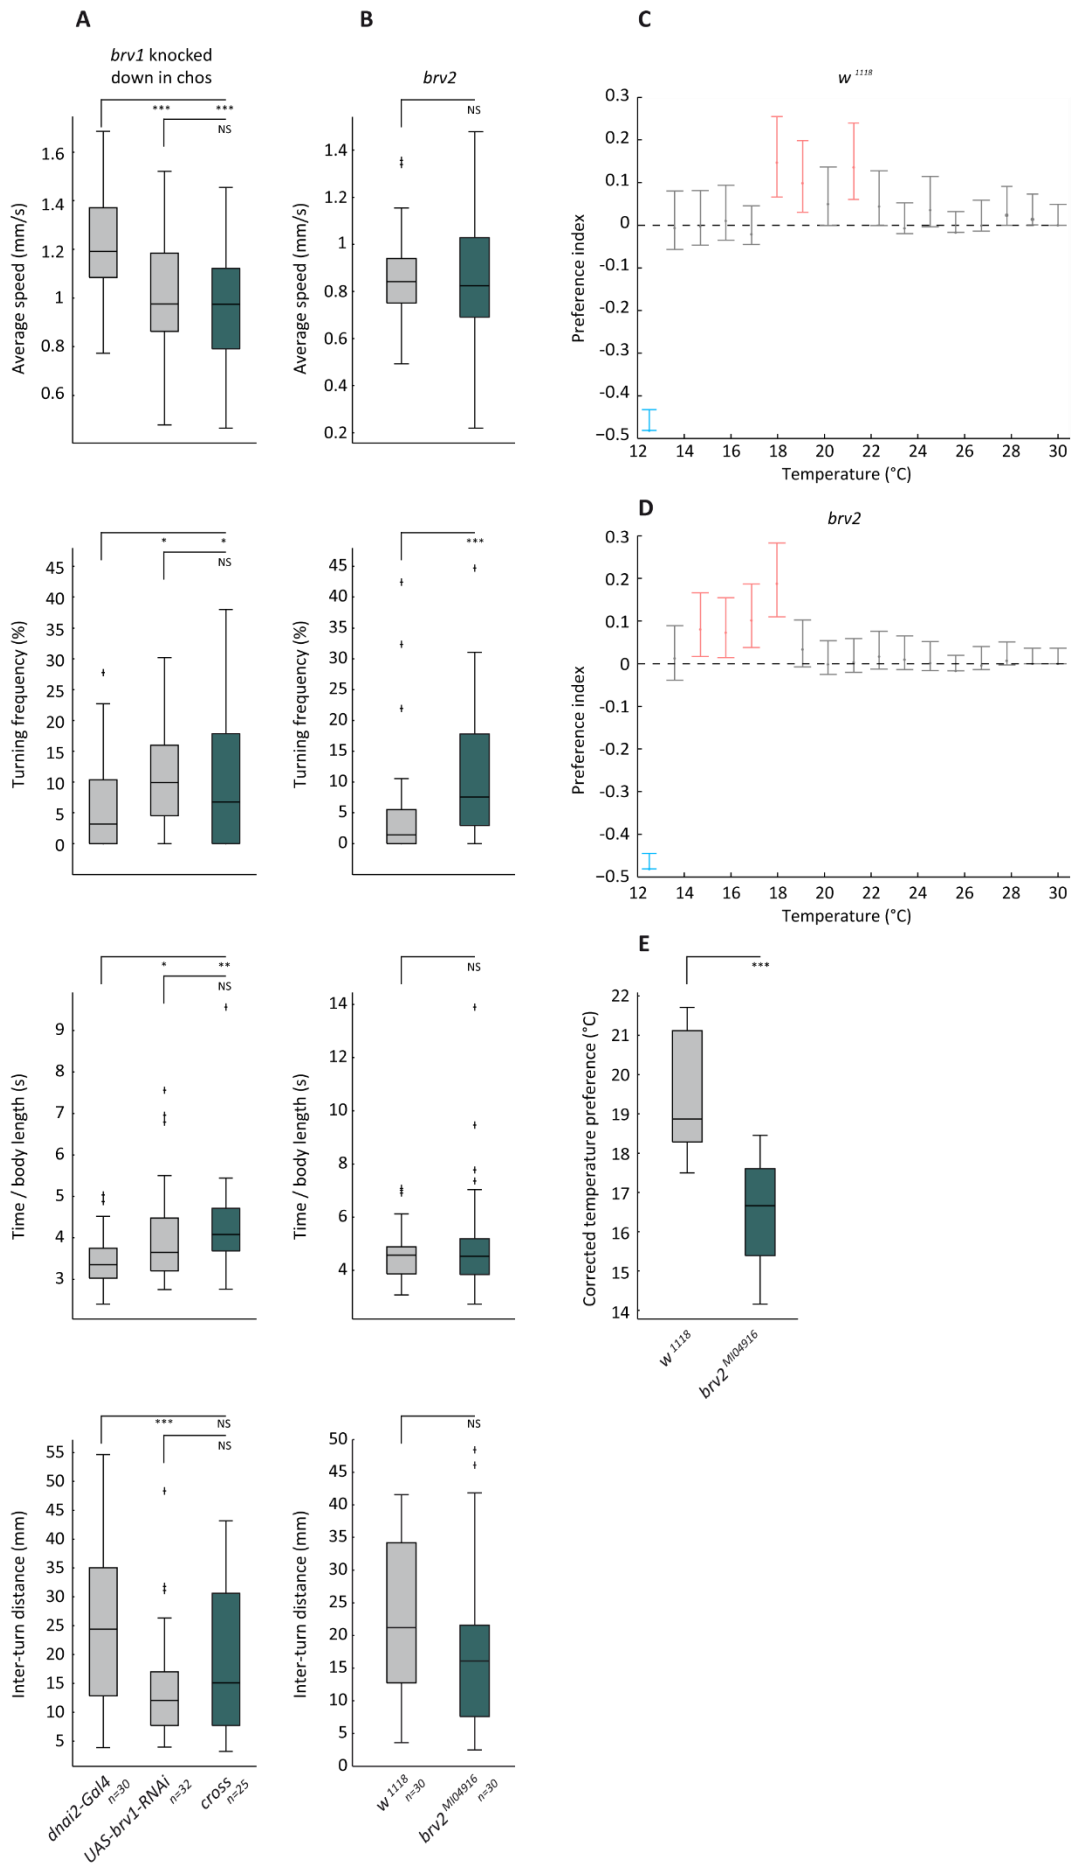 A
B
C
brv1 knocked
down in chos
brv2
w 1118
*** ***
NS
NS
Average speed (mm/s)
1.6
1.4
1.2
1
0.8
0.6
Average speed (mm/s)
1.4
1.2
1
0.8
0.6
0.4
0.2
Preference index
0.3
0.2
0.1
0
-0.1
-0.2
-0.3
-0.4
−0.5
12 14 16 18 20 22 24 26 28 30
Temperature (°C)
* *
NS
***
Turning frequency (%)
45
40
35
30
25
20
15
10
5
0
Turning frequency (%)
45
40
35
30
25
20
15
10
5
0
D
brv2
Preference index
0.3
0.2
0.1
0
-0.1
-0.2
-0.3
-0.4
−0.5
12 14 16 18 20 22 24 26 28 30
Temperature (°C)
* **
NS
NS
Time / body length (s)
9
8
7
6
5
4
3
Time / body length (s)
14
12
10
8
6
4
E
***
Corrected temperature preference (°C)
22
21
20
19
18
17
16
15
14
w 1118
brv2 MI04916
*** NS
NS
NS
Inter-turn distance (mm)
55
50
45
40
35
30
25
20
15
10
5
Inter-turn distance (mm)
50
45
40
35
30
25
20
15
10
5
0
dnai2-Gal4
n=30
UAS-brv1-RNAi
n=32
cross
n=25
w 1118
n=30
brv2 MI04916
n=30